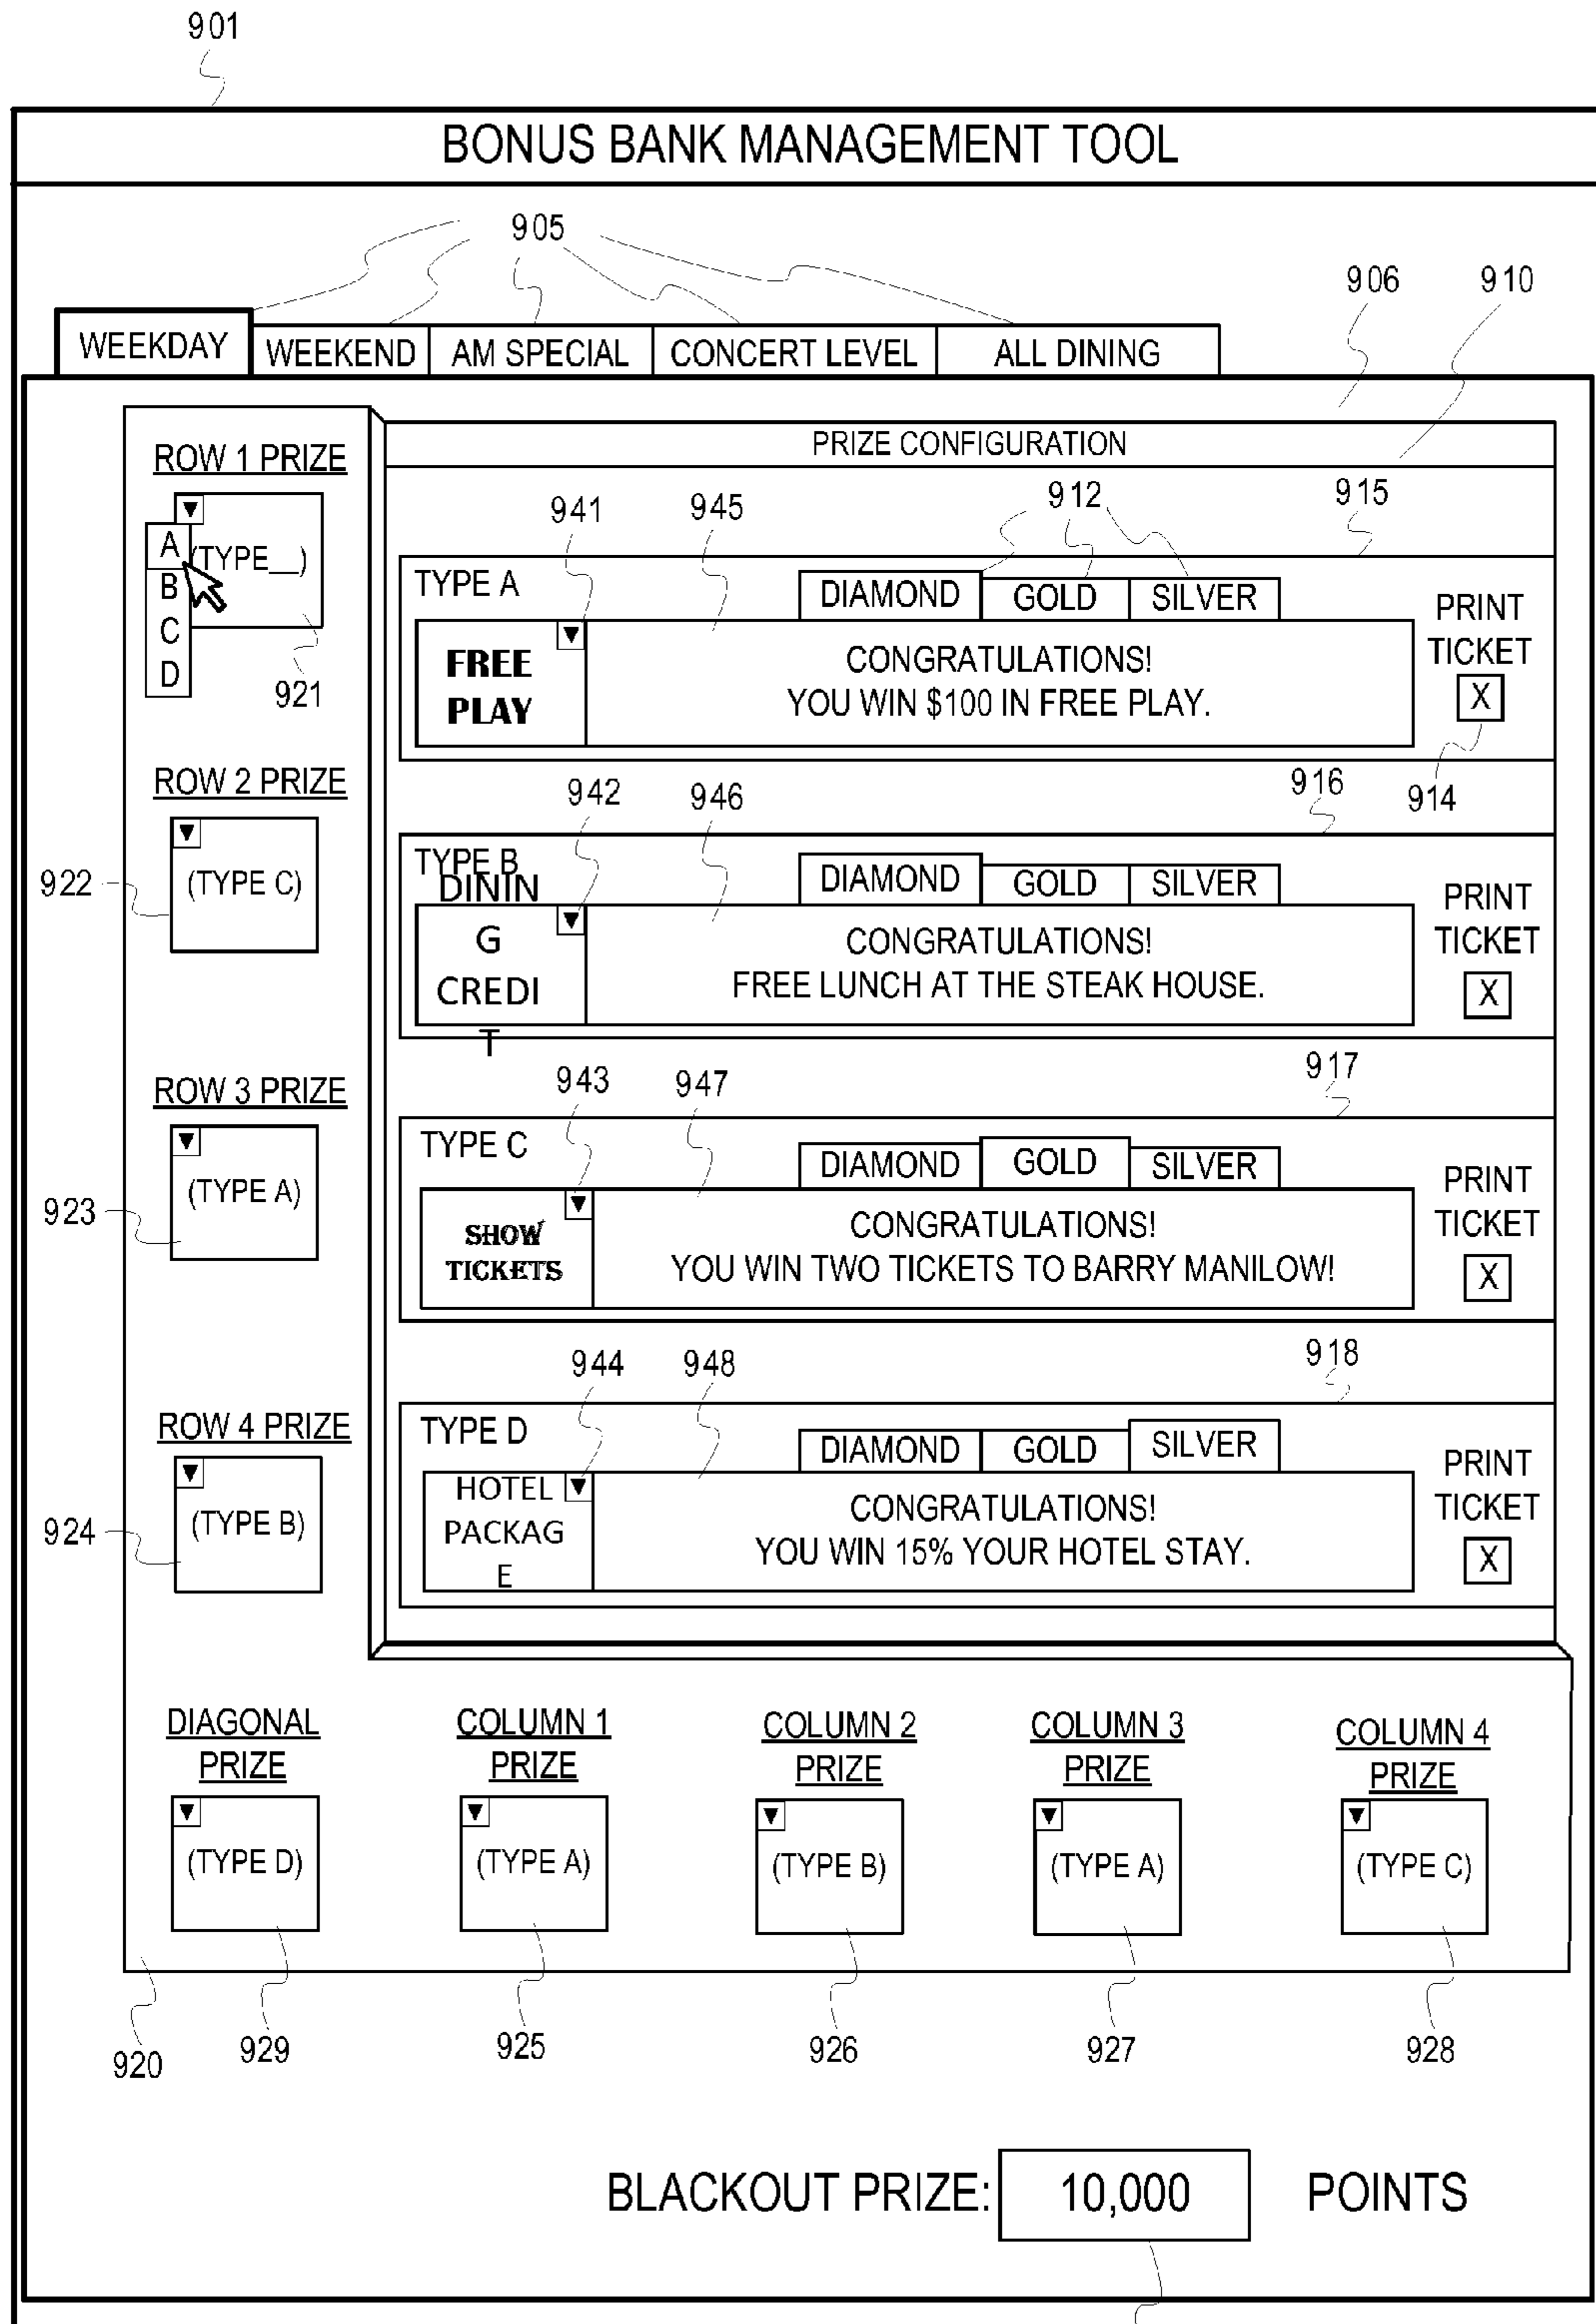 901
BONUS BANK MANAGEMENT TOOL
905
906
910
WEEKDAY
WEEKEND
AM SPECIAL
CONCERT LEVEL
ALL DINING
PRIZE CONFIGURATION
ROW 1 PRIZE
(TYPE__)
A
B
C
D
921
ROW 2 PRIZE
(TYPE C)
922
ROW 3 PRIZE
(TYPE A)
923
ROW 4 PRIZE
(TYPE B)
924
941
945
912
915
TYPE A
DIAMOND
GOLD
SILVER
FREE
PLAY
CONGRATULATIONS!
YOU WIN $100 IN FREE PLAY.
PRINT
TICKET
X
914
942
946
916
TYPE B
DIAMOND
GOLD
SILVER
DININ
G
CREDI
T
CONGRATULATIONS!
FREE LUNCH AT THE STEAK HOUSE.
PRINT
TICKET
X
943
947
917
TYPE C
DIAMOND
GOLD
SILVER
SHOW
TICKETS
CONGRATULATIONS!
YOU WIN TWO TICKETS TO BARRY MANILOW!
PRINT
TICKET
X
944
948
918
TYPE D
DIAMOND
GOLD
SILVER
HOTEL
PACKAG
E
CONGRATULATIONS!
YOU WIN 15% YOUR HOTEL STAY.
PRINT
TICKET
X
DIAGONAL
PRIZE
(TYPE D)
COLUMN 1
PRIZE
(TYPE A)
COLUMN 2
PRIZE
(TYPE B)
COLUMN 3
PRIZE
(TYPE A)
COLUMN 4
PRIZE
(TYPE C)
920
929
925
926
927
928
BLACKOUT PRIZE: 10,000 POINTS